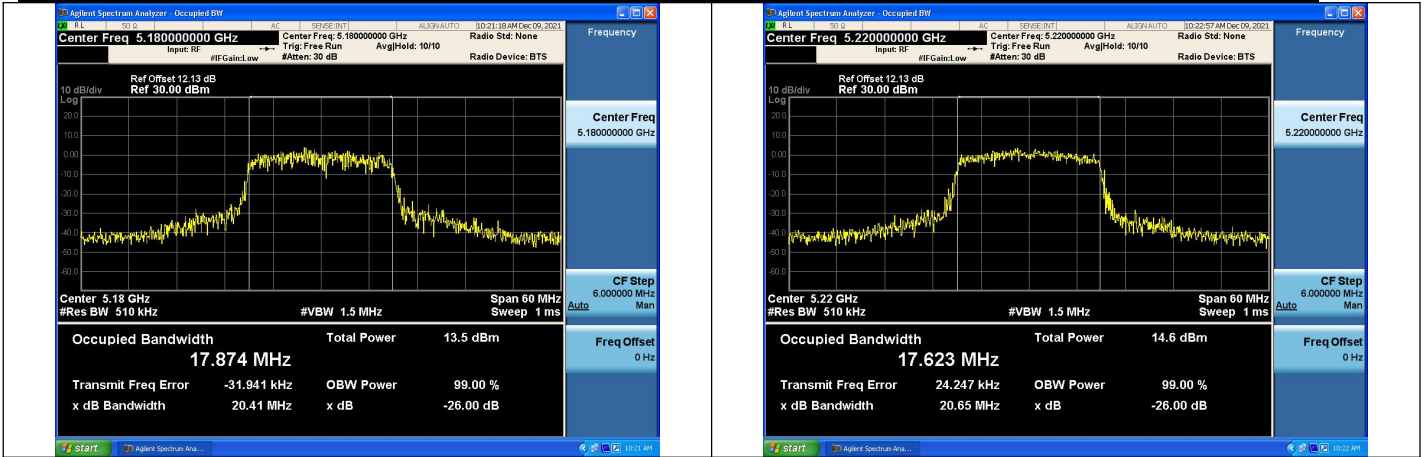 Agilent Spectrum Analyzer - Occupied BW
RL 50 Ω AC SENSE:INT ALIGNAUTO 10:21:18 AM Dec 09, 2021
Center Freq 5.180000000 GHz
Input: RF
#IFGain:Low
Center Freq: 5.180000000 GHz
Trig: Free Run Avg|Hold: 10/10
#Atten: 30 dB
Radio Std: None
Radio Device: BTS
Frequency
Ref Offset 12.13 dB
10 dB/div Ref 30.00 dBm
Log
20.0
10.0
0.00
-10.0
-20.0
-30.0
-40.0
-50.0
-60.0
Center Freq
5.180000000 GHz
Center 5.18 GHz Span 60 MHz
#Res BW 510 kHz #VBW 1.5 MHz Sweep 1 ms
CF Step
6.000000 MHz
Auto Man
Occupied Bandwidth Total Power 13.5 dBm
17.874 MHz
Transmit Freq Error -31.941 kHz OBW Power 99.00 %
x dB Bandwidth 20.41 MHz x dB -26.00 dB
Freq Offset
0 Hz
start Agilent Spectrum Ana... 10:21 AM
Agilent Spectrum Analyzer - Occupied BW
RL 50 Ω AC SENSE:INT ALIGNAUTO 10:22:57 AM Dec 09, 2021
Center Freq 5.220000000 GHz
Input: RF
#IFGain:Low
Center Freq: 5.220000000 GHz
Trig: Free Run Avg|Hold: 10/10
#Atten: 30 dB
Radio Std: None
Radio Device: BTS
Frequency
Ref Offset 12.13 dB
10 dB/div Ref 30.00 dBm
Log
20.0
10.0
0.00
-10.0
-20.0
-30.0
-40.0
-50.0
-60.0
Center Freq
5.220000000 GHz
Center 5.22 GHz Span 60 MHz
#Res BW 510 kHz #VBW 1.5 MHz Sweep 1 ms
CF Step
6.000000 MHz
Auto Man
Occupied Bandwidth Total Power 14.6 dBm
17.623 MHz
Transmit Freq Error 24.247 kHz OBW Power 99.00 %
x dB Bandwidth 20.65 MHz x dB -26.00 dB
Freq Offset
0 Hz
start Agilent Spectrum Ana... 10:22 AM